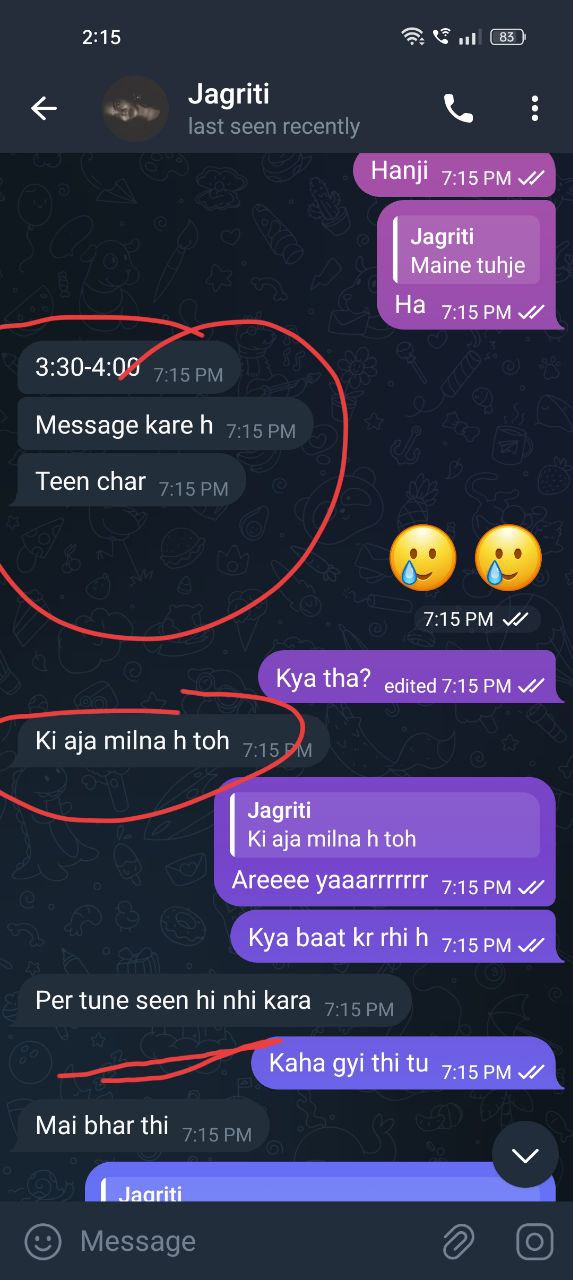 2:15
83
Jagriti
last seen recently
Hanji 7:15 PM
Jagriti
Maine tuhje
Ha 7:15 PM
3:30-4:00 7:15 PM
Message kare h 7:15 PM
Teen char 7:15 PM
7:15 PM
Kya tha? edited 7:15 PM
Ki aja milna h toh 7:15 PM
Jagriti
Ki aja milna h toh
Areeee yaaarrrrrrr 7:15 PM
Kya baat kr rhi h 7:15 PM
Per tune seen hi nhi kara 7:15 PM
Kaha gyi thi tu 7:15 PM
Mai bhar thi 7:15 PM
Jagriti
Message